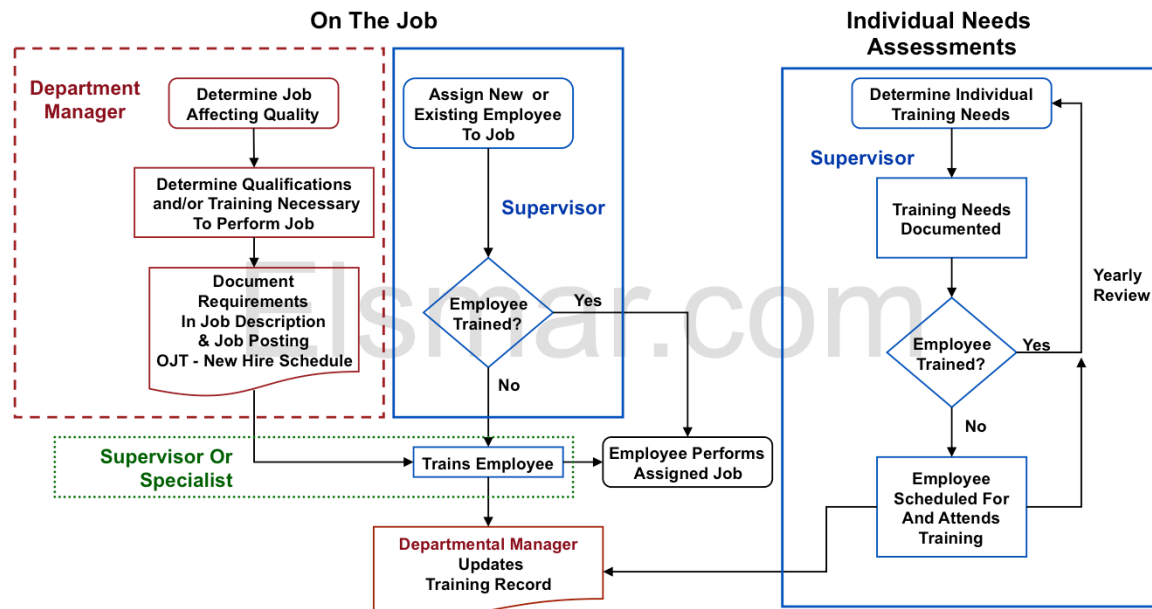 On The Job
Individual Needs
Assessments
Department
Manager
Determine Job
Affecting Quality
Determine Qualifications
and/or Training Necessary
To Perform Job
Document
Requirements
In Job Description
& Job Posting
OJT - New Hire Schedule
Assign New or
Existing Employee
To Job
Supervisor
Employee
Trained?
Yes
No
Supervisor Or
Specialist
Trains Employee
Employee Performs
Assigned Job
Departmental Manager
Updates
Training Record
Determine Individual
Training Needs
Supervisor
Training Needs
Documented
Employee
Trained?
Yes
Yearly
Review
No
Employee
Scheduled For
And Attends
Training
Elsmar.com